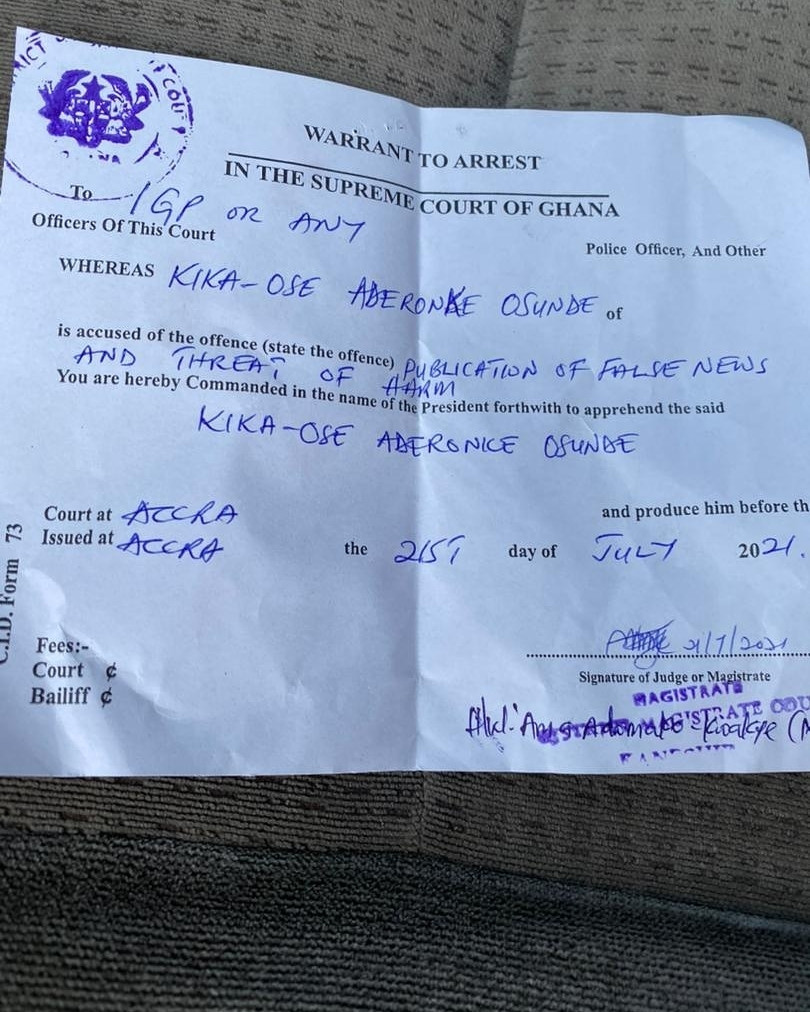 WARRANT TO ARREST
IN THE SUPREME COURT OF GHANA
To IGP OR ANY
Police Officer, And Other
Officers Of This Court
WHEREAS KIKA-OSE ADERONKE OSUNDE of
is accused of the offence (state the offence) PUBLICATION OF FALSE NEWS
AND THREAT OF HARM
You are hereby Commanded in the name of the President forthwith to apprehend the said
KIKA-OSE ADERONKE OSUNDE
and produce him before th
Court at ACCRA
Issued at ACCRA the 21ST day of JULY 2021.
C.I.D. Form 73
21/7/2021
Fees:-
Court ¢
Bailiff ¢
Signature of Judge or Magistrate
MAGISTRATE
MAGISTRATE COU